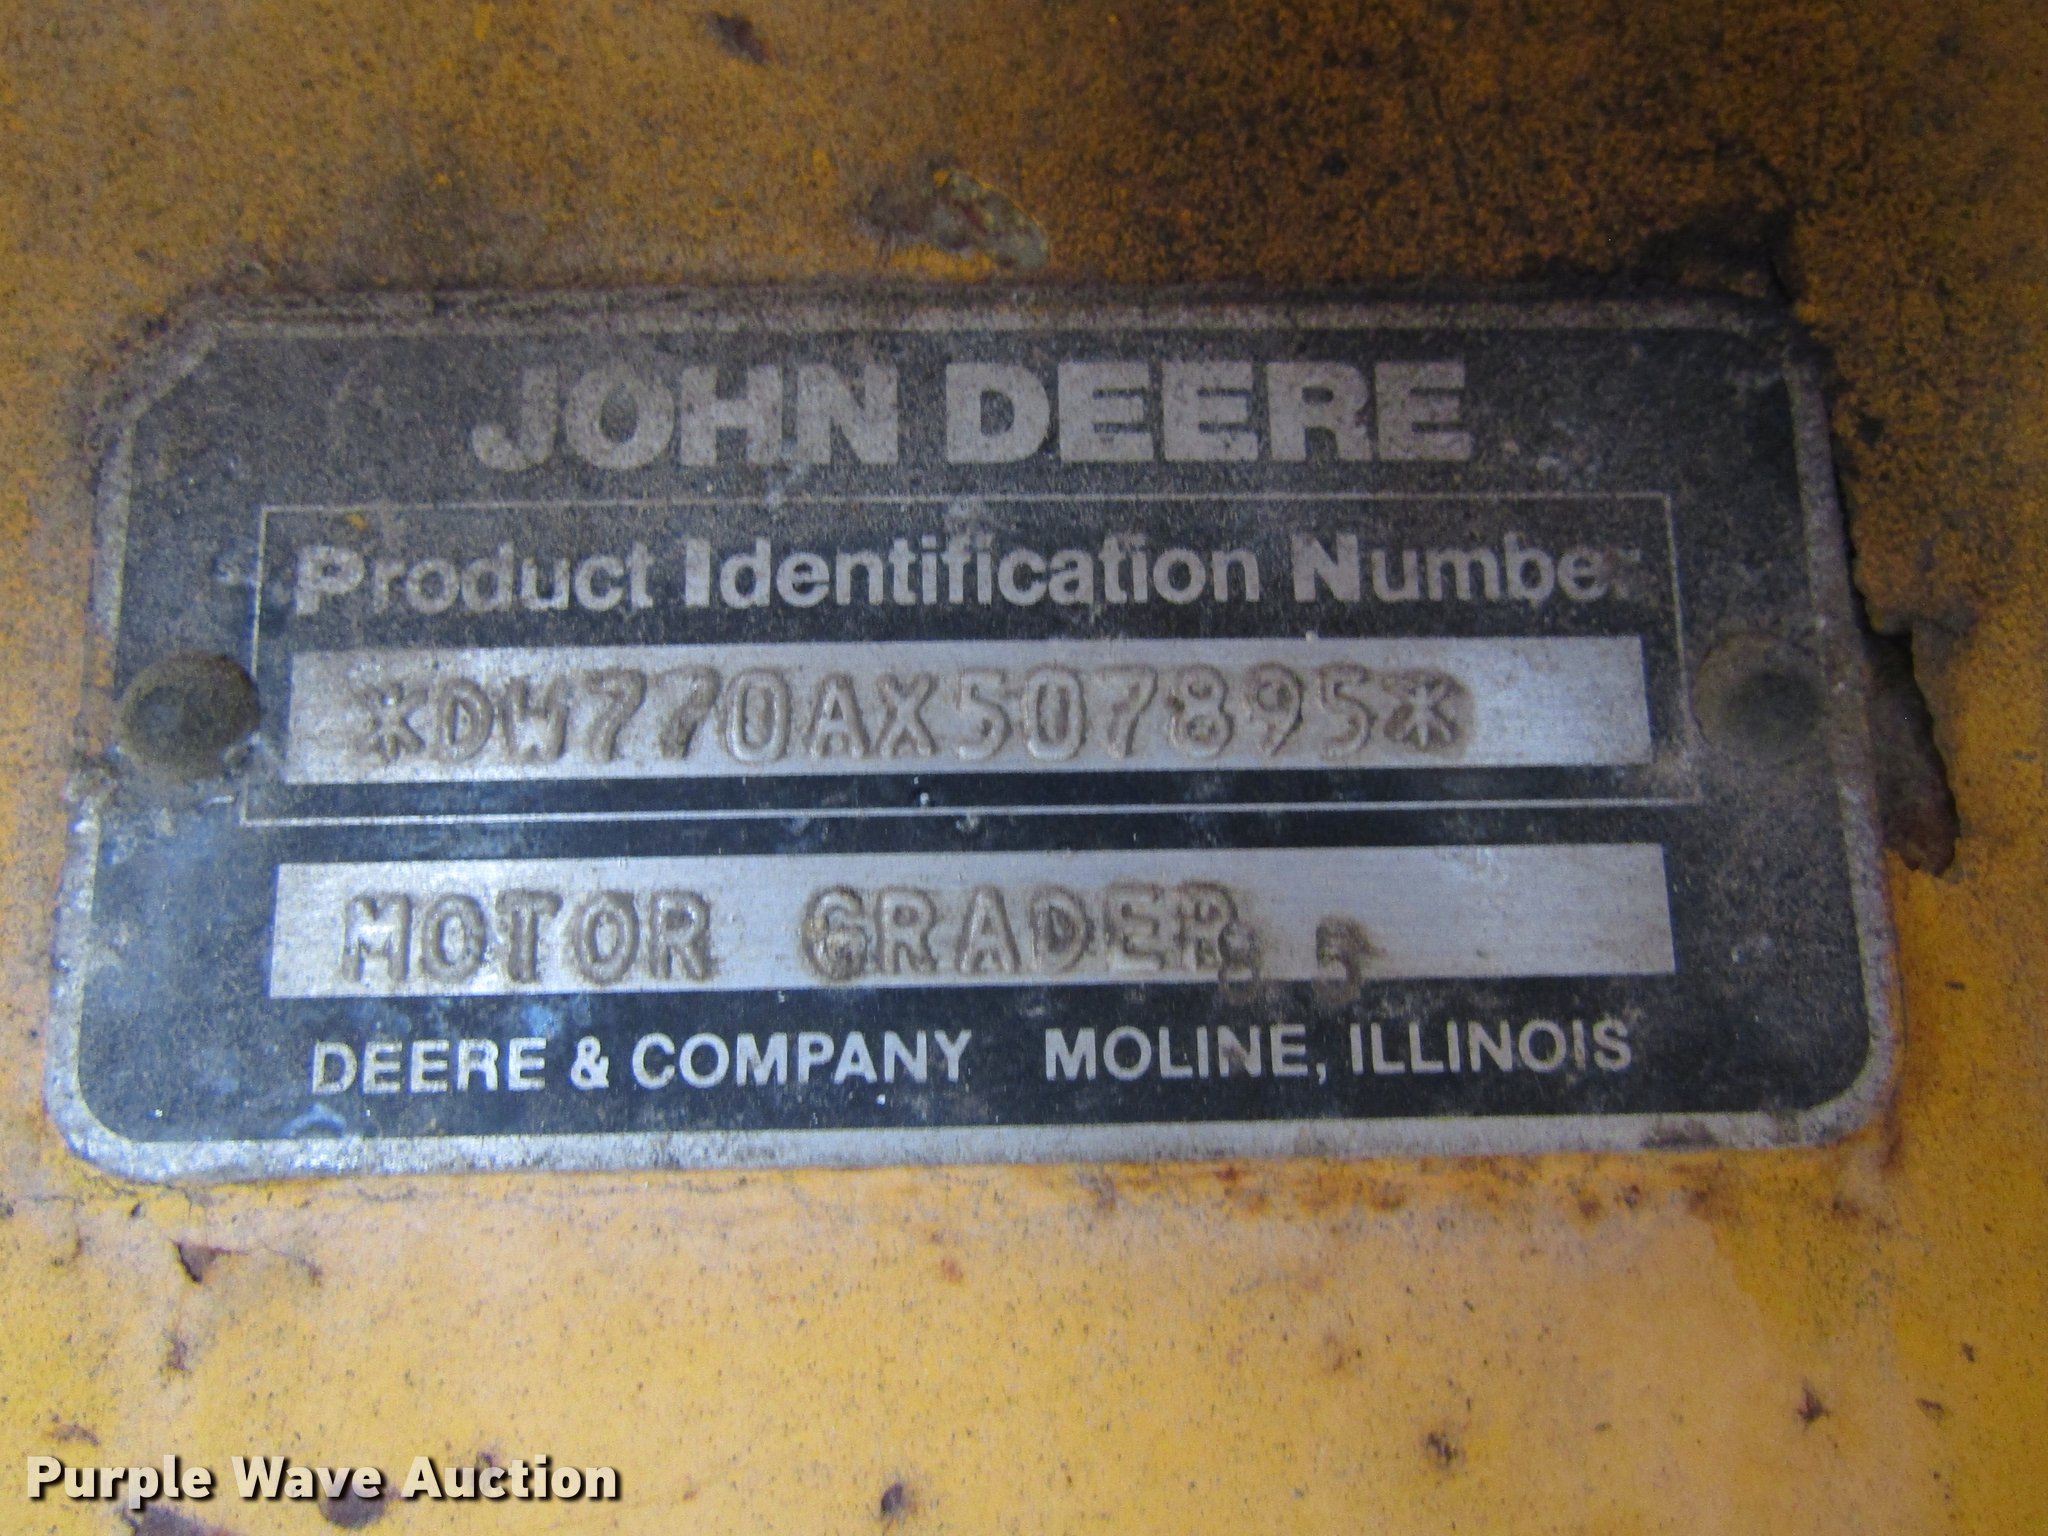 JOHN DEERE
Product Identification Number
*DW770AX507895*
MOTOR GRADER
DEERE & COMPANY MOLINE, ILLINOIS
Purple Wave Auction